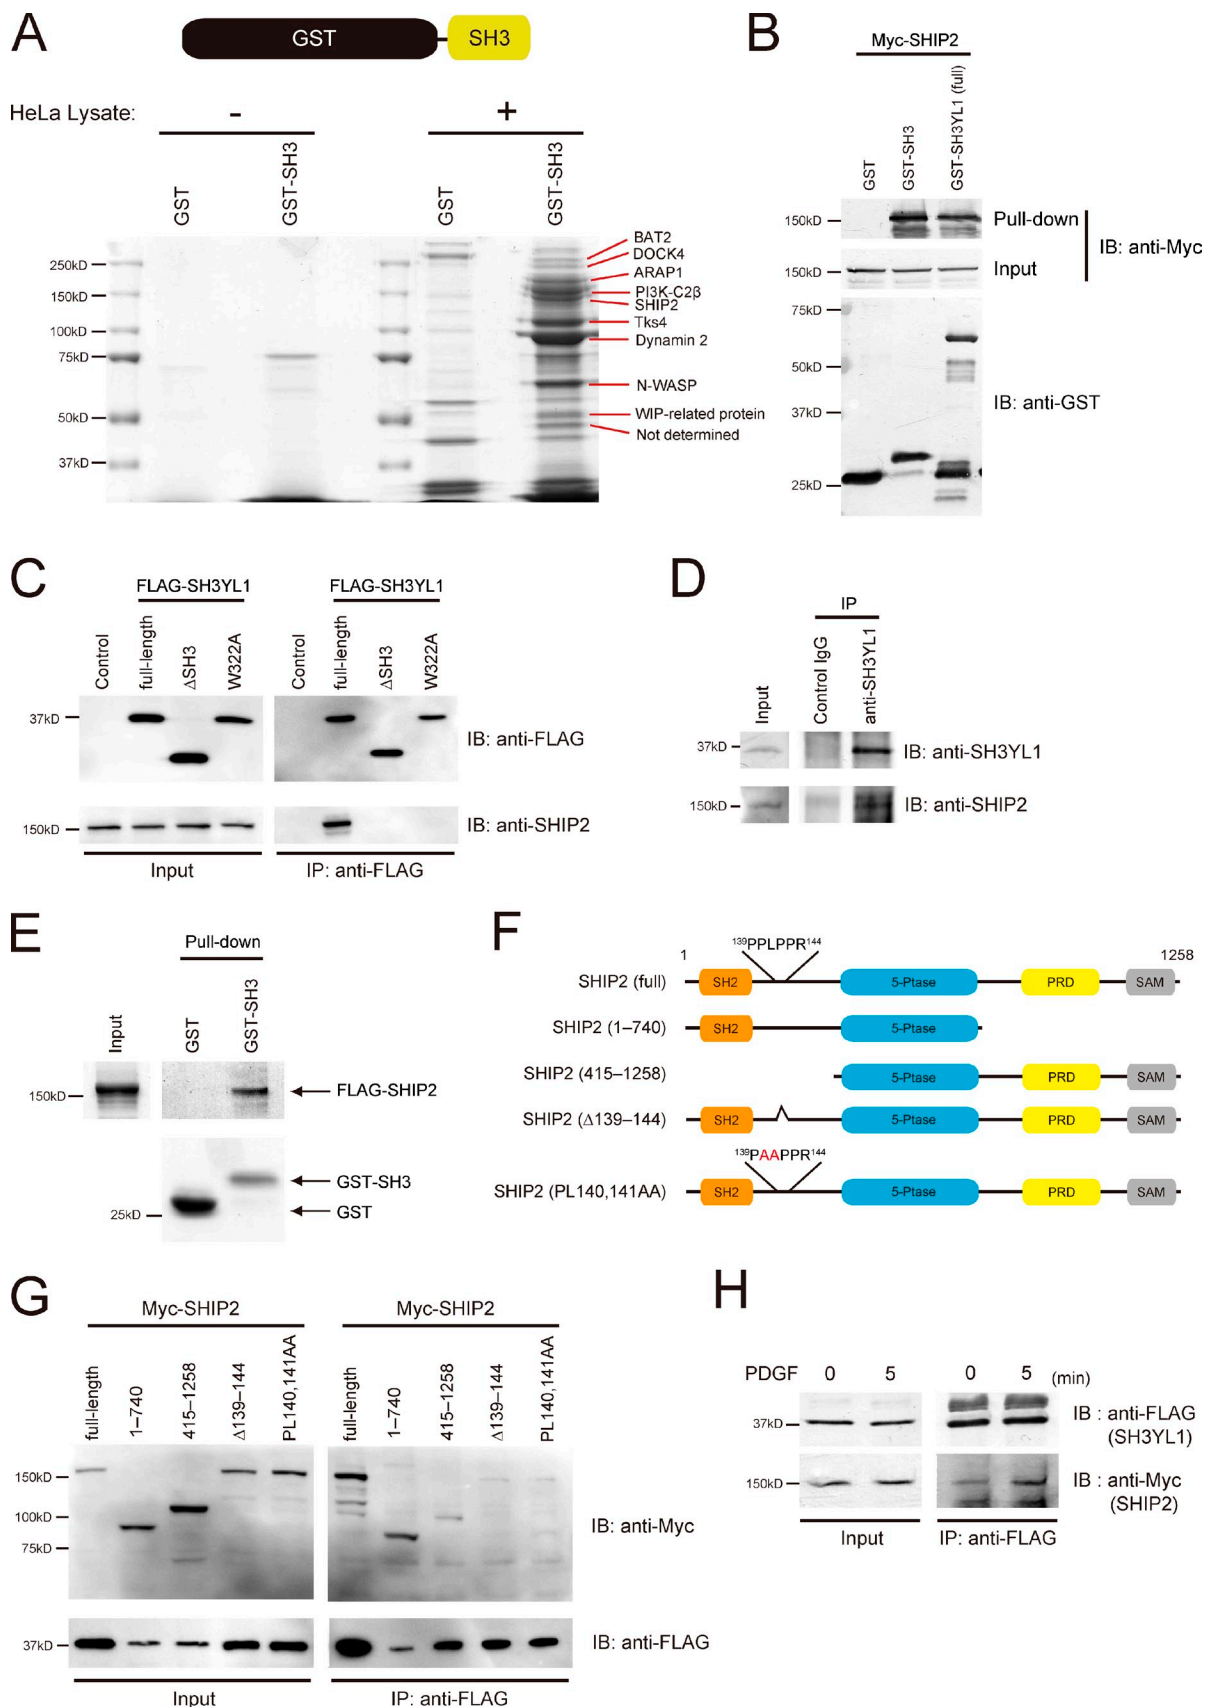 A
GST
SH3
HeLa Lysate:
-
+
GST
GST-SH3
GST
GST-SH3
250kD
150kD
100kD
75kD
50kD
37kD
BAT2
DOCK4
ARAP1
PI3K-C2β
SHIP2
Tks4
Dynamin 2
N-WASP
WIP-related protein
Not determined
B
Myc-SHIP2
GST
GST-SH3
GST-SH3YL1 (full)
150kD
Pull-down
150kD
Input
IB: anti-Myc
75kD
50kD
37kD
25kD
IB: anti-GST
C
FLAG-SH3YL1
FLAG-SH3YL1
Control
full-length
ΔSH3
W322A
Control
full-length
ΔSH3
W322A
37kD
IB: anti-FLAG
150kD
IB: anti-SHIP2
Input
IP: anti-FLAG
D
IP
Input
Control IgG
anti-SH3YL1
37kD
IB: anti-SH3YL1
150kD
IB: anti-SHIP2
E
Pull-down
Input
GST
GST-SH3
150kD
FLAG-SHIP2
GST-SH3
25kD
GST
F
1
139PPLPPR144
1258
SHIP2 (full)
SH2
5-Ptase
PRD
SAM
SHIP2 (1–740)
SH2
5-Ptase
SHIP2 (415–1258)
5-Ptase
PRD
SAM
SHIP2 (Δ139–144)
SH2
5-Ptase
PRD
SAM
139PAAPPR144
SHIP2 (PL140,141AA)
SH2
5-Ptase
PRD
SAM
G
Myc-SHIP2
Myc-SHIP2
full-length
1–740
415–1258
Δ139–144
PL140,141AA
full-length
1–740
415–1258
Δ139–144
PL140,141AA
150kD
100kD
75kD
IB: anti-Myc
37kD
IB: anti-FLAG
Input
IP: anti-FLAG
H
PDGF 0 5 0 5 (min)
37kD
IB : anti-FLAG
(SH3YL1)
150kD
IB : anti-Myc
(SHIP2)
Input
IP: anti-FLAG